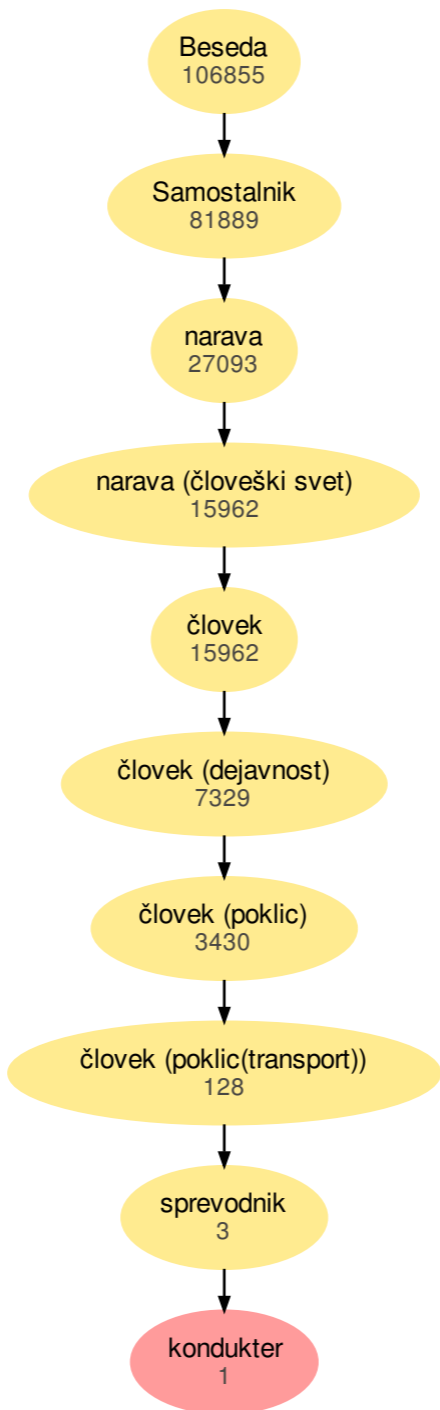 Beseda
106855
Samostalnik
81889
narava
27093
narava (človeški svet)
15962
človek
15962
človek (dejavnost)
7329
človek (poklic)
3430
človek (poklic(transport))
128
sprevodnik
3
kondukter
1